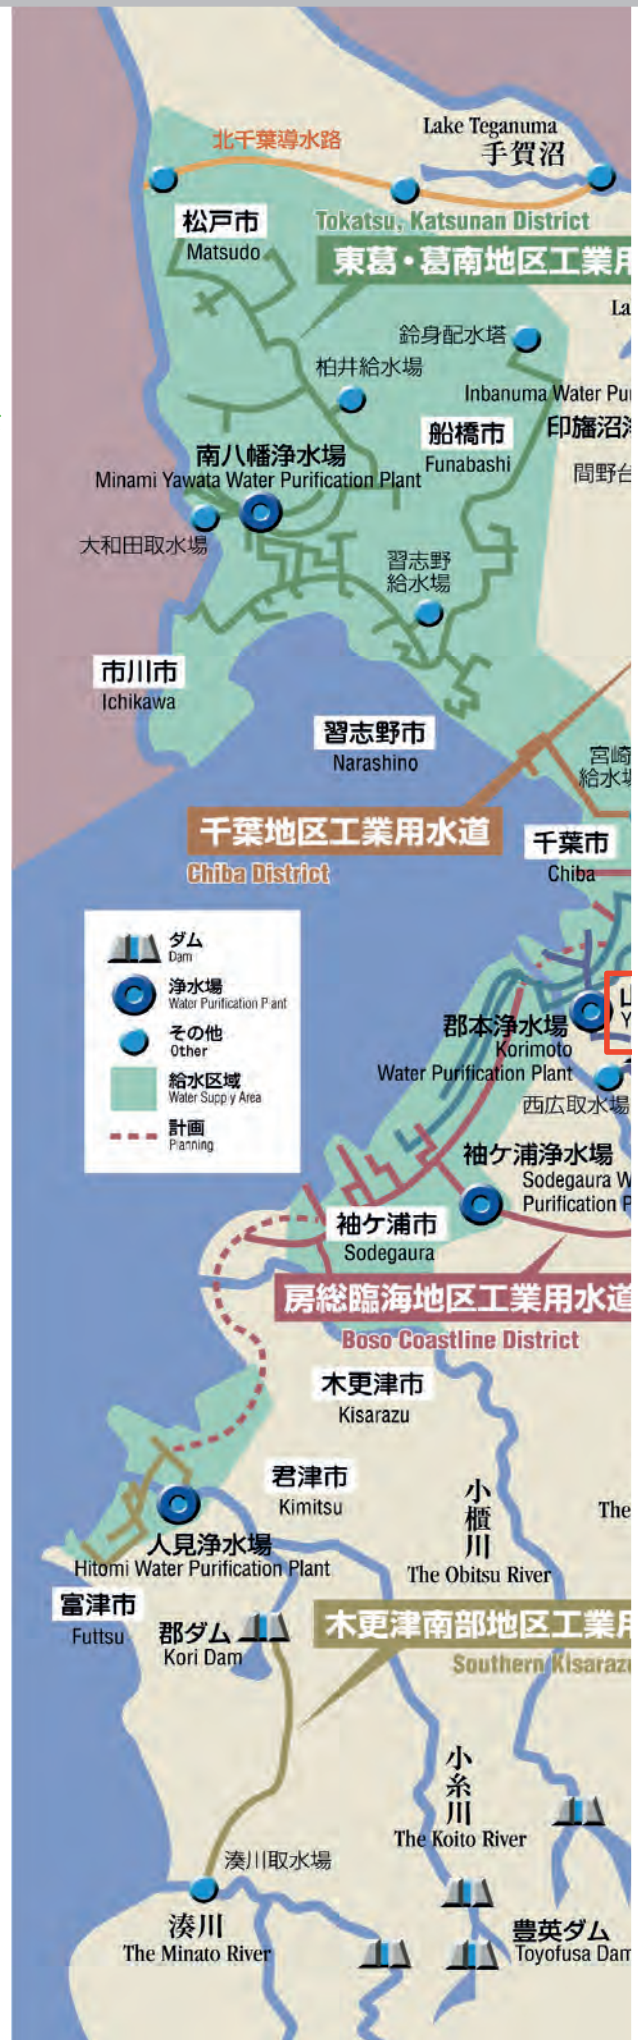 北千葉導水路
Lake Teganuma
手賀沼
松戸市
Matsudo
Tokatsu, Katsunan District
東葛・葛南地区工業用
La
鈴身配水塔
柏井給水場
Inbanuma Water Pu
船橋市
Funabashi
印旛沼
間野台
南八幡浄水場
Minami Yawata Water Purification Plant
大和田取水場
習志野
給水場
市川市
Ichikawa
習志野市
Narashino
宮崎
給水場
千葉地区工業用水道
Chiba District
千葉市
Chiba
ダム
Dam
浄水場
Water Purification P ant
その他
Other
給水区域
Water Supp y Area
計画
Planning
山
Y
郡本浄水場
Korimoto
Water Purification Plant
西広取水場
袖ケ浦浄水場
Sodegaura W
Purification P
袖ケ浦市
Sodegaura
房総臨海地区工業用水道
Boso Coastline District
木更津市
Kisarazu
君津市
Kimitsu
小櫃川
The Obitsu River
The
人見浄水場
Hitomi Water Purification Plant
富津市
Futtsu
郡ダム
Kori Dam
木更津南部地区工業用
Southern Kisarazu
小糸川
The Koito River
湊川取水場
湊川
The Minato River
豊英ダム
Toyofusa Dam